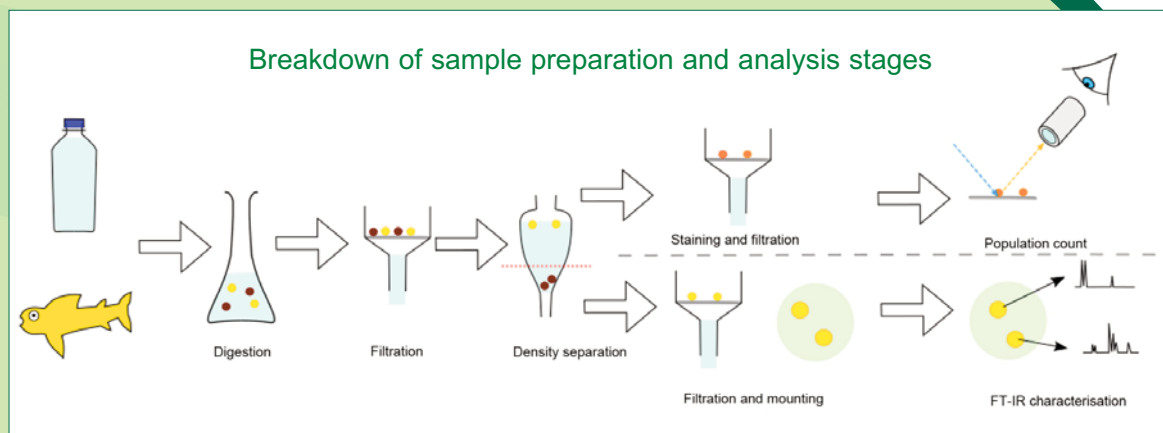 Breakdown of sample preparation and analysis stages
Digestion
Filtration
Density separation
Staining and filtration
Population count
Filtration and mounting
FT-IR characterisation